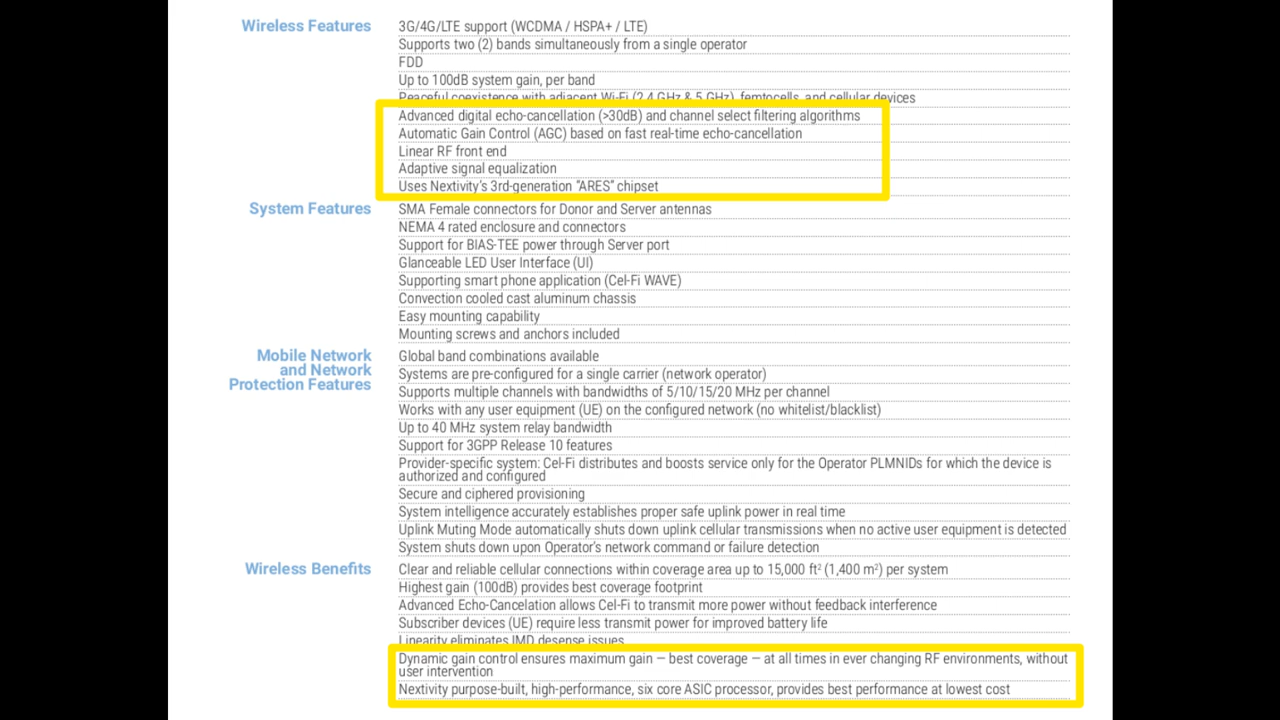 Wireless Features
3G/4G/LTE support (WCDMA / HSPA+ / LTE)
Supports two (2) bands simultaneously from a single operator
FDD
Up to 100dB system gain, per band
Peaceful coexistence with adjacent Wi-Fi (2.4 GHz & 5 GHz), femtocells, and cellular devices
Advanced digital echo-cancellation (>30dB) and channel select filtering algorithms
Automatic Gain Control (AGC) based on fast real-time echo-cancellation
Linear RF front end
Adaptive signal equalization
Uses Nextivity's 3rd-generation “ARES” chipset
System Features
SMA Female connectors for Donor and Server antennas
NEMA 4 rated enclosure and connectors
Support for BIAS-TEE power through Server port
Glanceable LED User Interface (UI)
Supporting smart phone application (Cel-Fi WAVE)
Convection cooled cast aluminum chassis
Easy mounting capability
Mounting screws and anchors included
Mobile Network
and Network
Protection Features
Global band combinations available
Systems are pre-configured for a single carrier (network operator)
Supports multiple channels with bandwidths of 5/10/15/20 MHz per channel
Works with any user equipment (UE) on the configured network (no whitelist/blacklist)
Up to 40 MHz system relay bandwidth
Support for 3GPP Release 10 features
Provider-specific system: Cel-Fi distributes and boosts service only for the Operator PLMNIDs for which the device is
authorized and configured
Secure and ciphered provisioning
System intelligence accurately establishes proper safe uplink power in real time
Uplink Muting Mode automatically shuts down uplink cellular transmissions when no active user equipment is detected
System shuts down upon Operator's network command or failure detection
Wireless Benefits
Clear and reliable cellular connections within coverage area up to 15,000 ft² (1,400 m²) per system
Highest gain (100dB) provides best coverage footprint
Advanced Echo-Cancelation allows Cel-Fi to transmit more power without feedback interference
Subscriber devices (UE) require less transmit power for improved battery life
Linearity eliminates IMD desense issues
Dynamic gain control ensures maximum gain — best coverage — at all times in ever changing RF environments, without
user intervention
Nextivity purpose-built, high-performance, six core ASIC processor, provides best performance at lowest cost